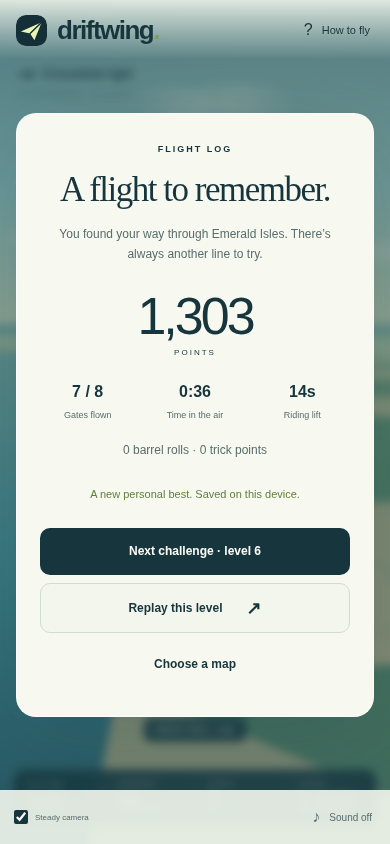 driftwing.
? How to fly
FLIGHT LOG
A flight to remember.
You found your way through Emerald Isles. There's
always another line to try.
1,303
POINTS
7 / 8
0:36
14s
Gates flown
Time in the air
Riding lift
0 barrel rolls · 0 trick points
A new personal best. Saved on this device.
Next challenge · level 6
Replay this level ↗
Choose a map
Steady camera
♪ Sound off